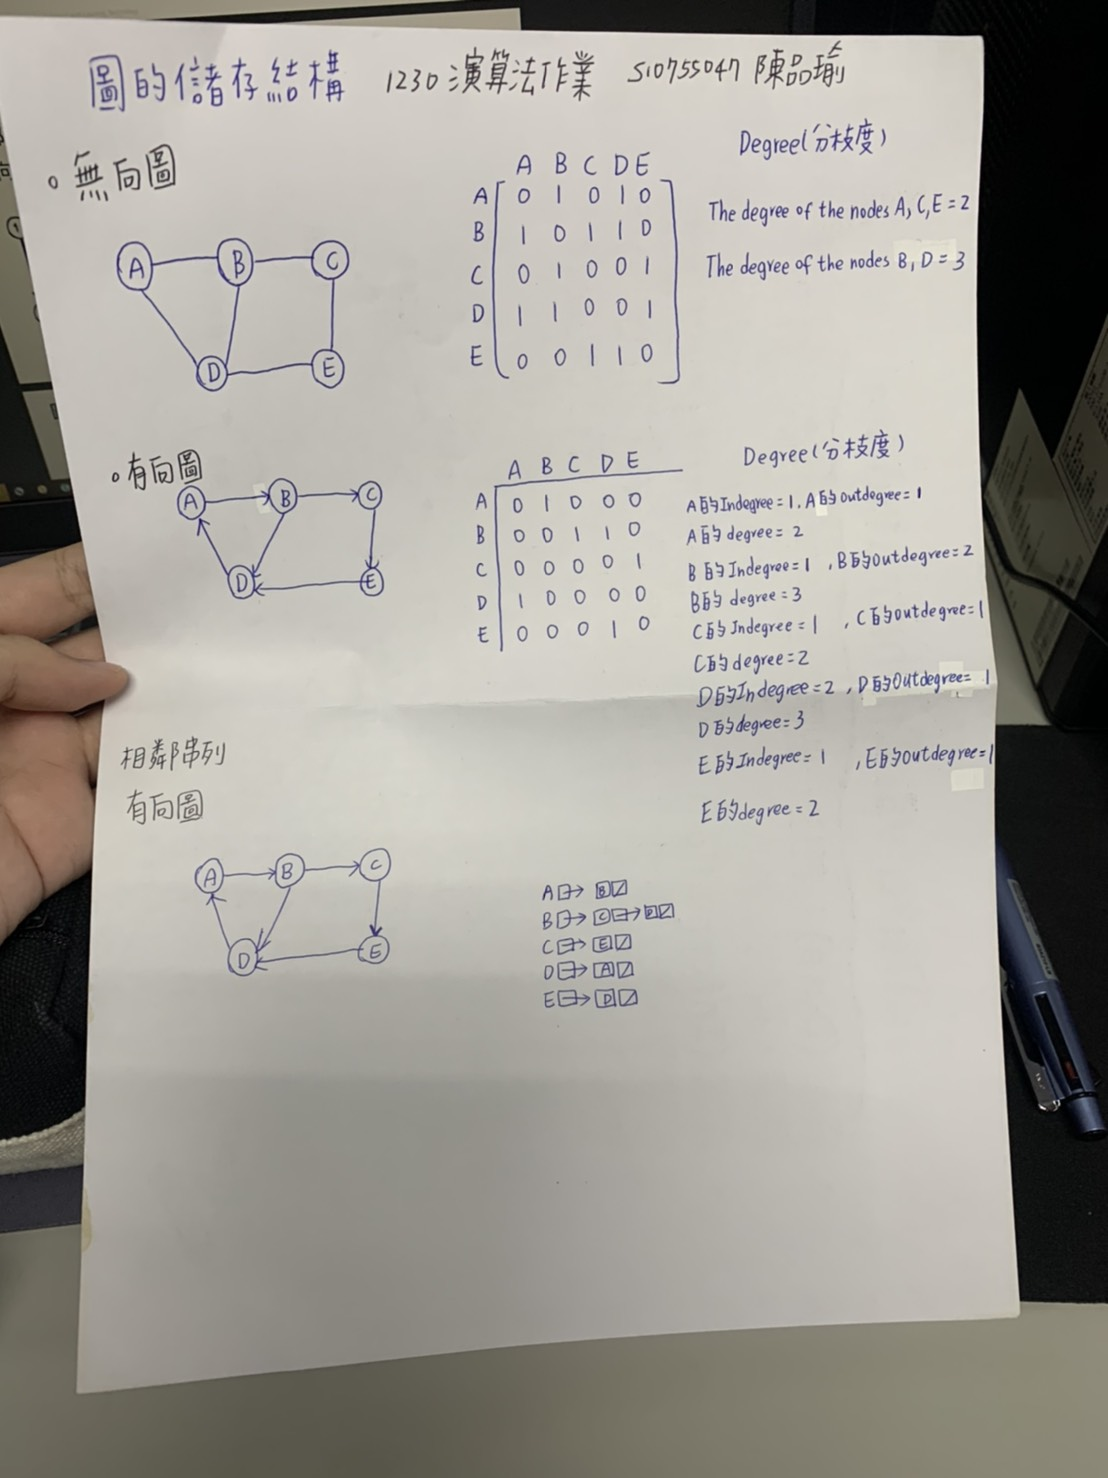 圖的儲存結構 1230演算法作業 S10755047 陳品瑜
。無向圖
A B C D E
A 0 1 0 1 0
B 1 0 1 1 0
C 0 1 0 0 1
D 1 1 0 0 1
E 0 0 1 1 0
Degree(分枝度)
The degree of the nodes A, C, E = 2
The degree of the nodes B, D = 3
A B C
D E
。有向圖
A B C
D E
A B C D E
A 0 1 0 0 0
B 0 0 1 1 0
C 0 0 0 0 1
D 1 0 0 0 0
E 0 0 0 1 0
Degree(分枝度)
A的Indegree=1. A的outdegree=1
A的degree=2
B的Indegree=1 ,B的outdegree=2
B的degree=3
C的Indegree=1 ,C的outdegree=1
C的degree=2
D的Indegree=2 ,D的Outdegree=1
D的degree=3
E的Indegree=1 ,E的outdegree=1
E的degree=2
相鄰串列
有向圖
A B C
D E
A→B
B→C→D
C→E
D→A
E→D